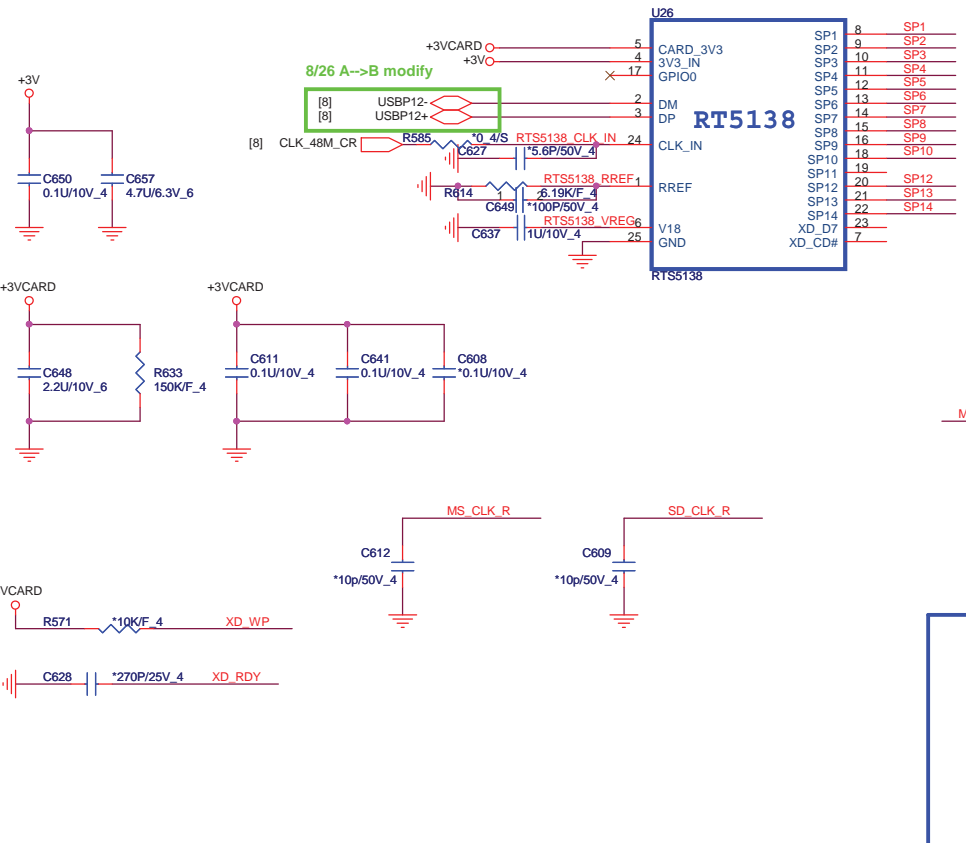 U26
+3VCARD
+3V
5
4
17
CARD_3V3
3V3_IN
GPIO0
8/26 A-->B modify
[8] USBP12-
[8] USBP12+
2
3
DM
DP
[8] CLK_48M_CR
R585
*0_4/S
RTS5138_CLK_IN
24
CLK_IN
C627
*5.6P/50V_4
R614
1
2
6.19K/F_4
RTS5138_RREF
1
RREF
C649
*100P/50V_4
RTS5138_VREG
6
V18
C637
1U/10V_4
25
GND
RT5138
RTS5138
SP1 8 SP1
SP2 9 SP2
SP3 10 SP3
SP4 11 SP4
SP5 12 SP5
SP6 13 SP6
SP7 14 SP7
SP8 15 SP8
SP9 16 SP9
SP10 18 SP10
SP11 19
SP12 20 SP12
SP13 21 SP13
SP14 22 SP14
XD_D7 23
XD_CD# 7
+3V
C650
0.1U/10V_4
C657
4.7U/6.3V_6
+3VCARD
C648
2.2U/10V_6
R633
150K/F_4
+3VCARD
C611
0.1U/10V_4
C641
0.1U/10V_4
C608
*0.1U/10V_4
M
MS_CLK_R
C612
*10p/50V_4
SD_CLK_R
C609
*10p/50V_4
VCARD
R571
*10K/F_4
XD_WP
C628
*270P/25V_4
XD_RDY